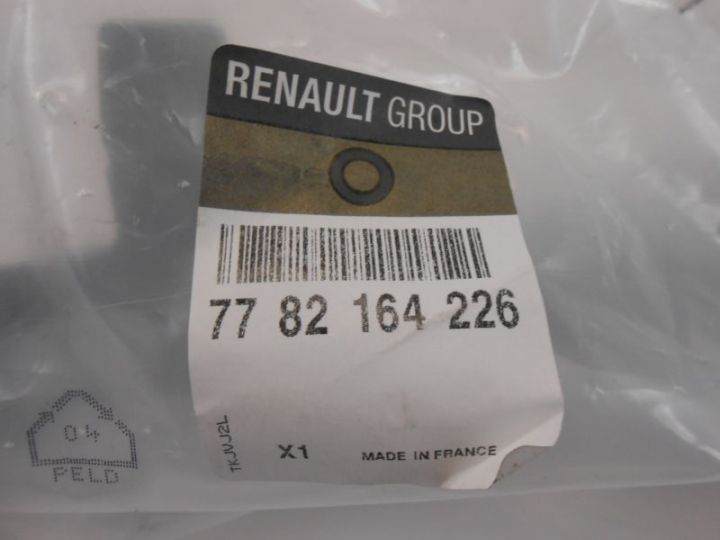 RENAULT GROUP
77 82 164 226
TKJVJ2L
X1 MADE IN FRANCE
04
PELD